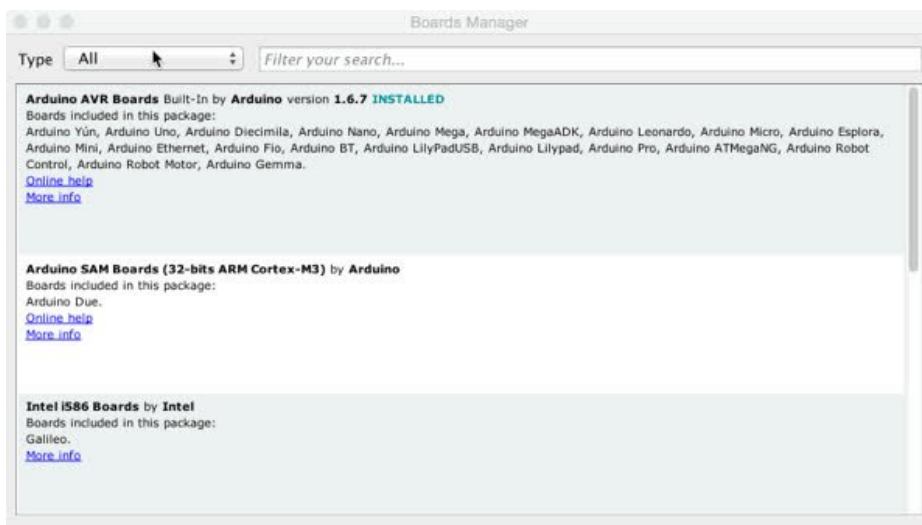 Boards Manager
Type All Filter your search...
Arduino AVR Boards Built-In by Arduino version 1.6.7 INSTALLED
Boards included in this package:
Arduino Yún, Arduino Uno, Arduino Diecimila, Arduino Nano, Arduino Mega, Arduino MegaADK, Arduino Leonardo, Arduino Micro, Arduino Esplora,
Arduino Mini, Arduino Ethernet, Arduino Fio, Arduino BT, Arduino LilyPadUSB, Arduino Lilypad, Arduino Pro, Arduino ATMegaNG, Arduino Robot
Control, Arduino Robot Motor, Arduino Gemma.
Online help
More info
Arduino SAM Boards (32-bits ARM Cortex-M3) by Arduino
Boards included in this package:
Arduino Due.
Online help
More info
Intel i586 Boards by Intel
Boards included in this package:
Galileo.
More info